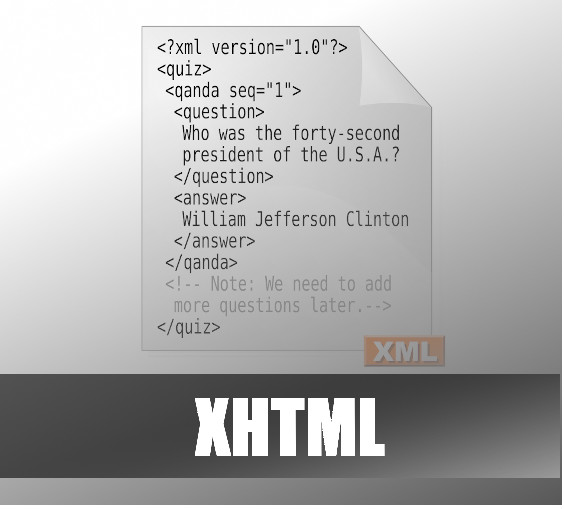 <?xml version="1.0"?>
<quiz>
<qanda seq="1">
<question>
Who was the forty-second
president of the U.S.A.?
</question>
<answer>
William Jefferson Clinton
</answer>
</qanda>
<!-- Note: We need to add
more questions later.-->
</quiz>
XML
XHTML